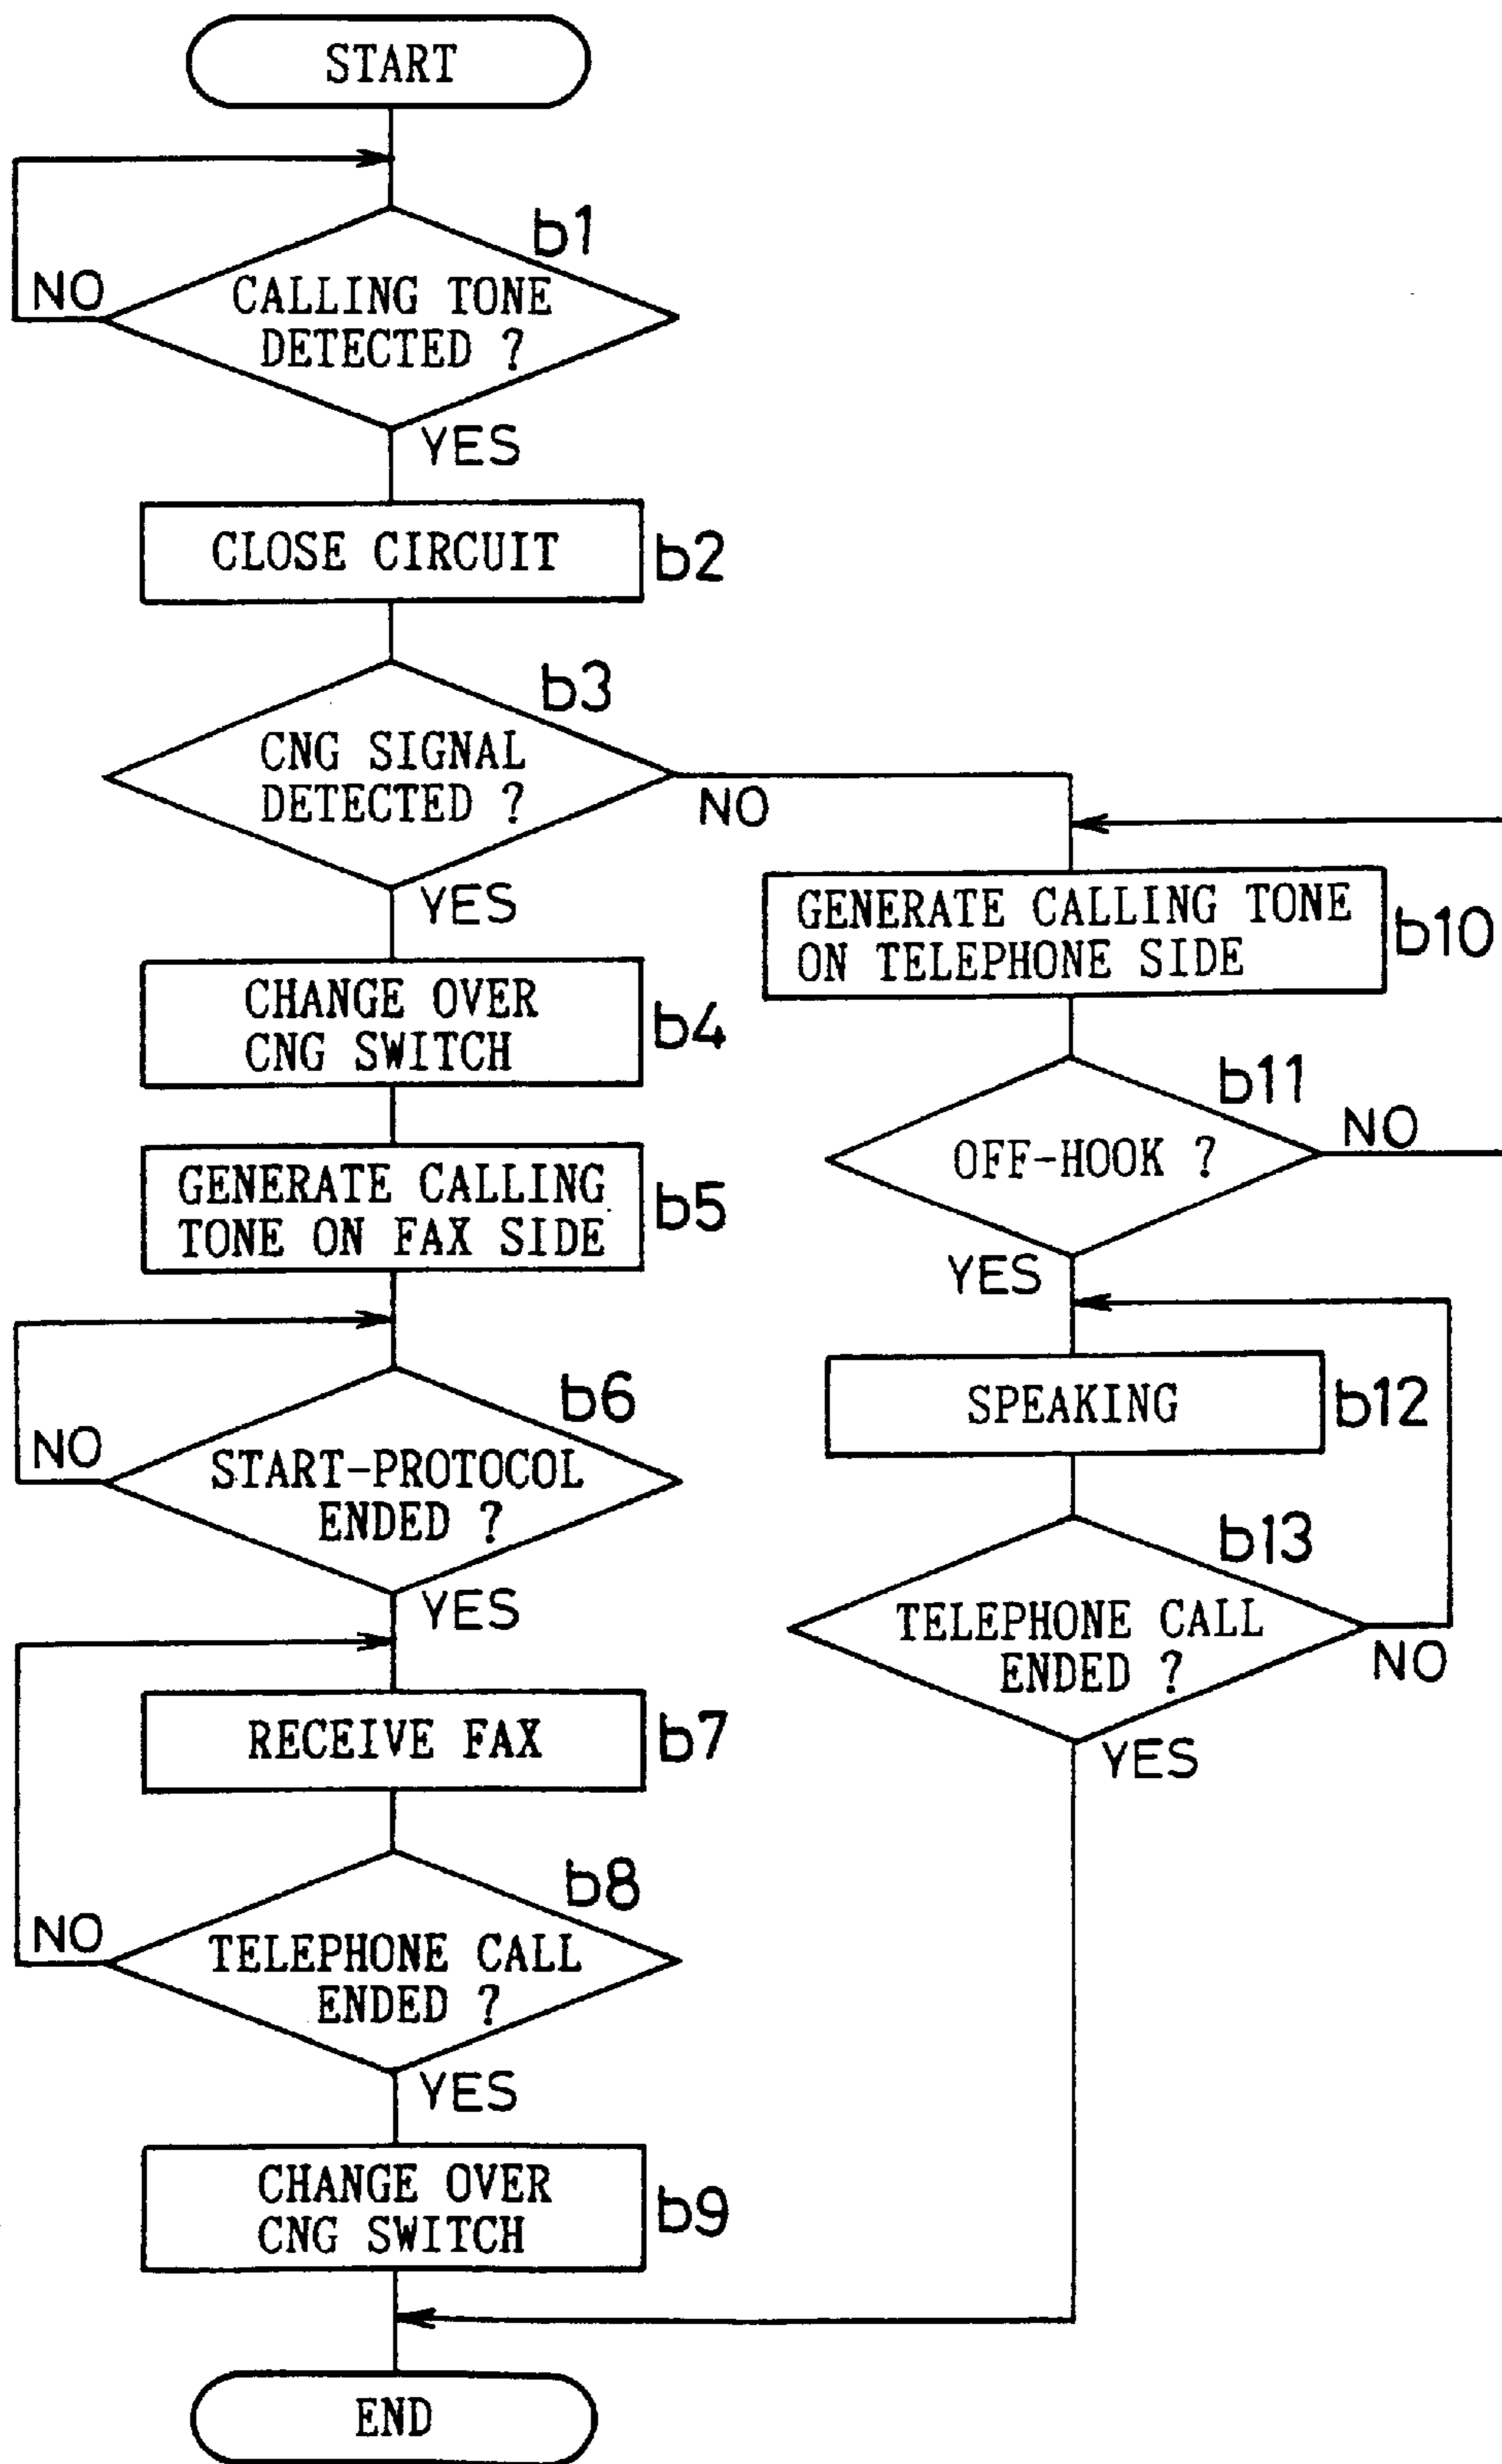 START
b1
NO
CALLING TONE
DETECTED ?
YES
CLOSE CIRCUIT
b2
b3
CNG SIGNAL
DETECTED ?
NO
YES
CHANGE OVER
CNG SWITCH
b4
GENERATE CALLING
TONE ON FAX SIDE
b5
b6
NO
START-PROTOCOL
ENDED ?
YES
RECEIVE FAX
b7
b8
NO
TELEPHONE CALL
ENDED ?
YES
CHANGE OVER
CNG SWITCH
b9
GENERATE CALLING TONE
ON TELEPHONE SIDE
b10
b11
OFF-HOOK ?
NO
YES
SPEAKING
b12
b13
TELEPHONE CALL
ENDED ?
NO
YES
END